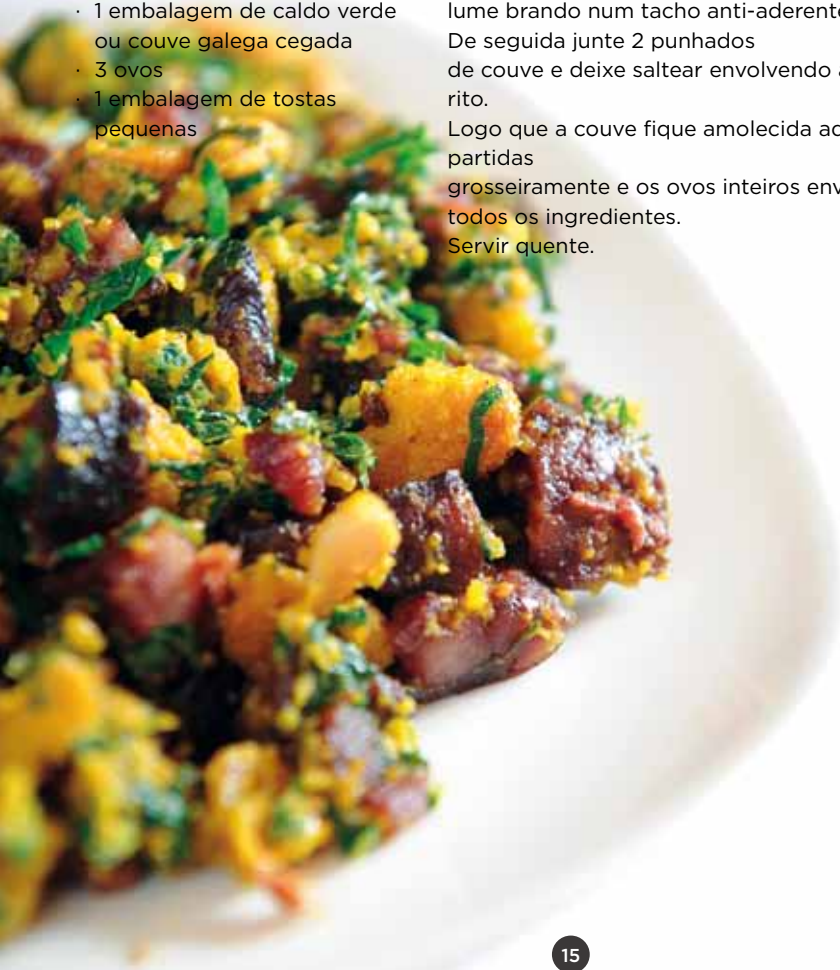 · 1 embalagem de caldo verde
ou couve galega cegada
· 3 ovos
· 1 embalagem de tostas
pequenas
lume brando num tacho anti-aderente
De seguida junte 2 punhados
de couve e deixe saltear envolvendo
rito.
Logo que a couve fique amolecida
partidas
grosseiramente e os ovos inteiros
todos os ingredientes.
Servir quente.
15